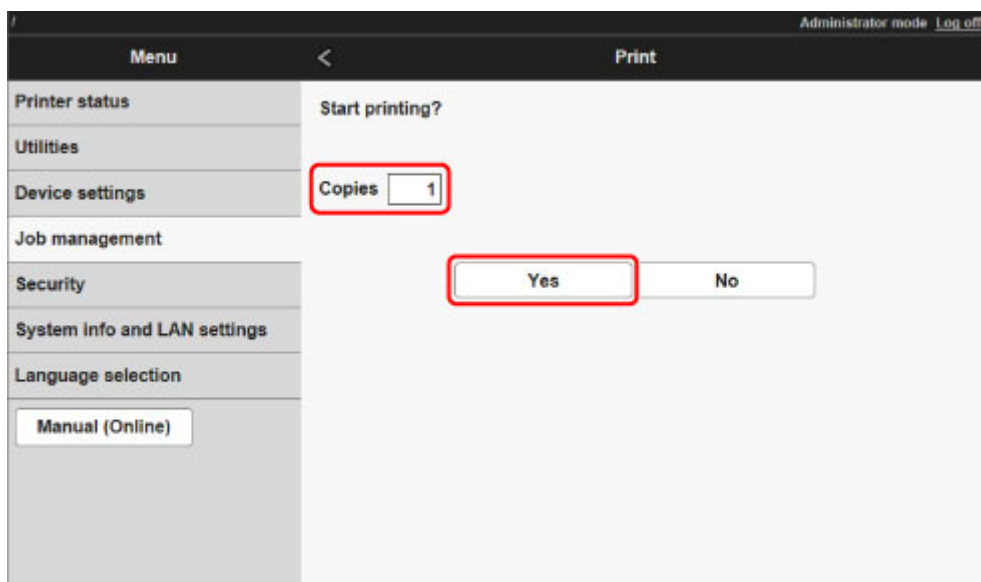 /
Administrator mode Log off
Menu
< Print
Printer status
Utilities
Device settings
Job management
Security
System info and LAN settings
Language selection
Manual (Online)
Start printing?
Copies 1
Yes No